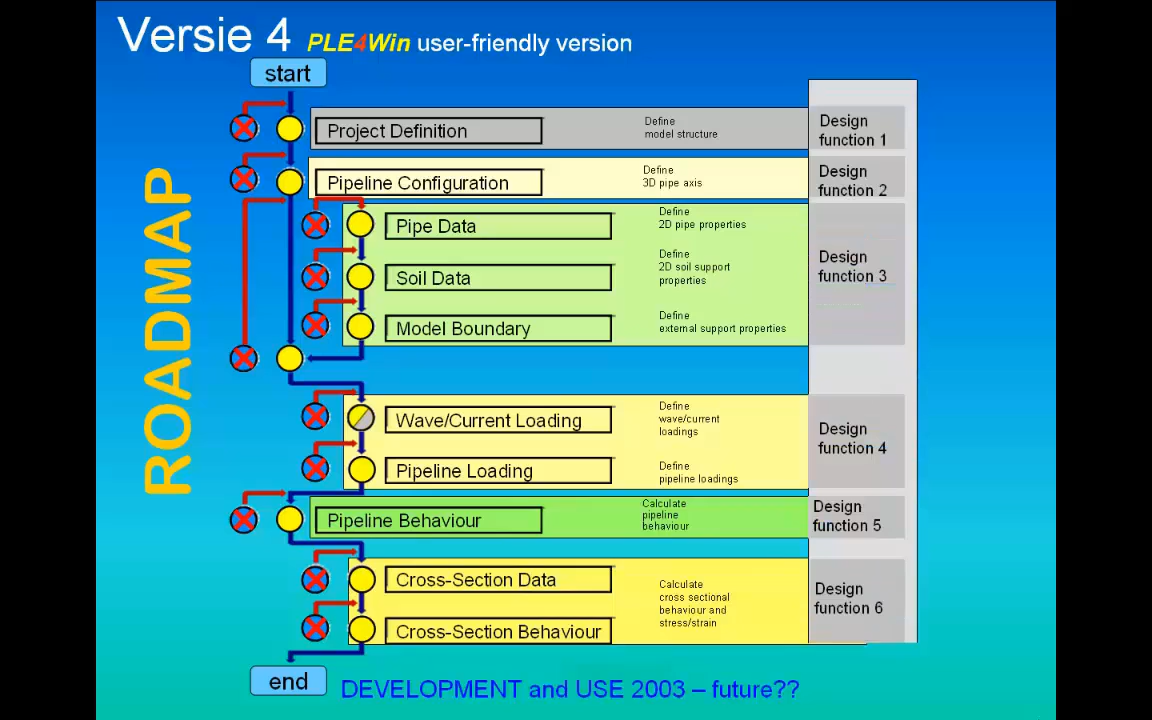 Versie 4 PLE4Win user-friendly version
start
Project Definition
Define
model structure
Design
function 1
Pipeline Configuration
Define
3D pipe axis
Design
function 2
Pipe Data
Define
2D pipe properties
Soil Data
Define
2D soil support
properties
Design
function 3
Model Boundary
Define
external support properties
ROADMAP
Wave/Current Loading
Define
wave/current
loadings
Design
function 4
Pipeline Loading
Define
pipeline loadings
Pipeline Behaviour
Calculate
pipeline
behaviour
Design
function 5
Cross-Section Data
Cross-Section Behaviour
Calculate
cross sectional
behaviour and
stress/strain
Design
function 6
end
DEVELOPMENT and USE 2003 – future??